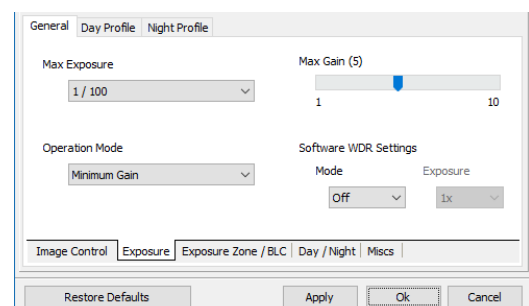 General Day Profile Night Profile
Max Exposure
Max Gain (5)
1 / 100
1 10
Operation Mode
Software WDR Settings
Mode Exposure
Minimum Gain
Off 1x
Image Control Exposure Exposure Zone / BLC Day / Night Miscs
Restore Defaults Apply Ok Cancel